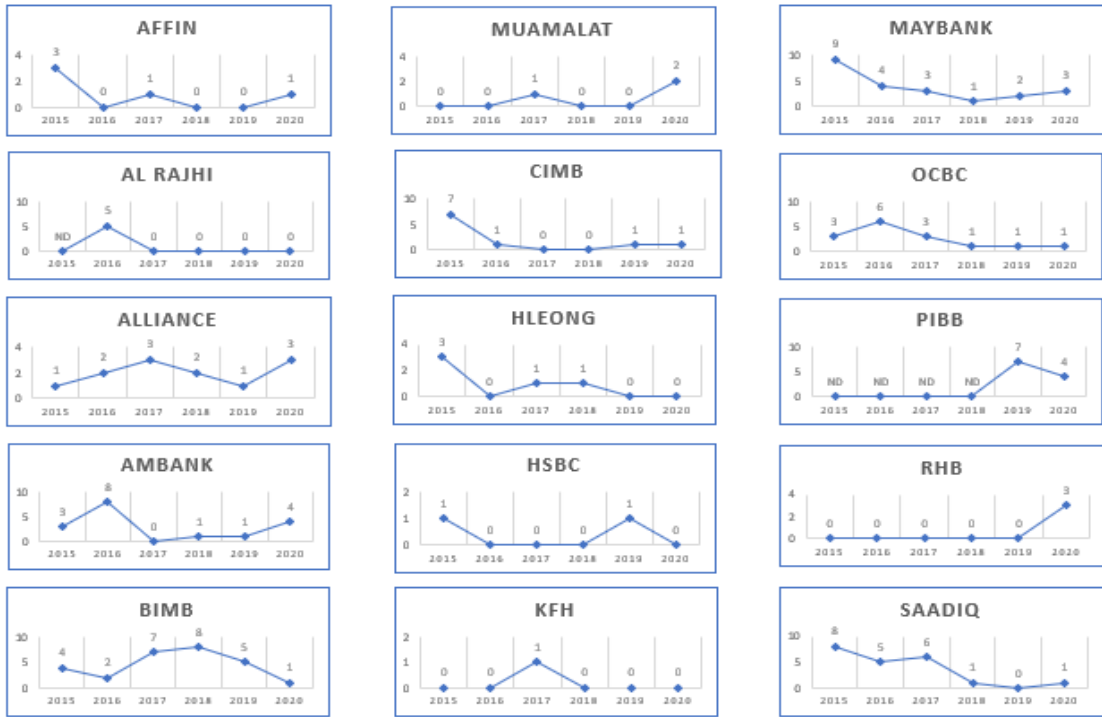 AFFIN
4
2
0
3 0 1 0 0 1
2015 2016 2017 2018 2019 2020
MUAMALAT
4
2
0
0 0 1 0 0 2
2015 2016 2017 2018 2019 2020
MAYBANK
10
5
0
9 4 3 1 2 3
2015 2016 2017 2018 2019 2020
AL RAJHI
10
5
0
ND 5 0 0 0 0
2015 2016 2017 2018 2019 2020
CIMB
10
5
0
7 1 0 0 1 1
2015 2016 2017 2018 2019 2020
OCBC
10
5
0
3 6 3 1 1 1
2015 2016 2017 2018 2019 2020
ALLIANCE
4
2
0
1 2 3 2 1 3
2015 2016 2017 2018 2019 2020
HLEONG
4
2
0
3 0 1 1 0 0
2015 2016 2017 2018 2019 2020
PIBB
10
5
0
ND ND ND ND 7 4
2015 2016 2017 2018 2019 2020
AMBANK
10
5
0
3 8 0 1 1 4
2015 2016 2017 2018 2019 2020
HSBC
2
1
0
1 0 0 0 1 0
2015 2016 2017 2018 2019 2020
RHB
4
2
0
0 0 0 0 0 3
2015 2016 2017 2018 2019 2020
BIMB
10
5
0
4 2 7 8 5 1
2015 2016 2017 2018 2019 2020
KFH
2
1
0
0 0 1 0 0 0
2015 2016 2017 2018 2019 2020
SAADIQ
10
5
0
8 5 6 1 0 1
2015 2016 2017 2018 2019 2020